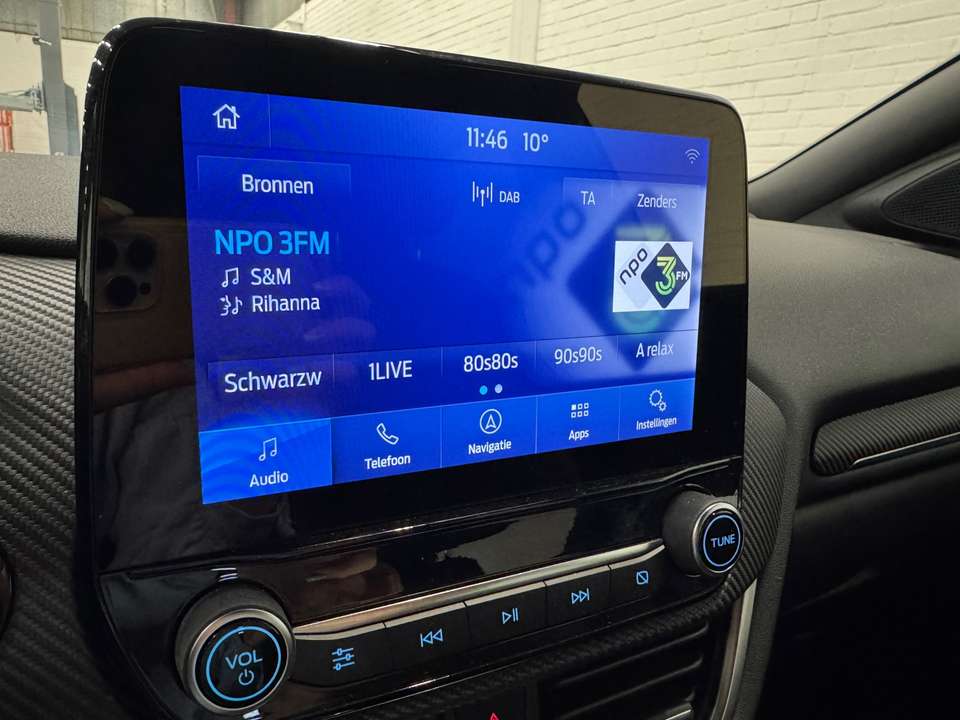 11:46 10°
Bronnen
DAB
TA
Zenders
NPO 3FM
S&M
Rihanna
npo
npo 3FM
Schwarzw
1LIVE
80s80s
90s90s
A relax
Audio
Telefoon
Navigatie
Apps
Instellingen
VOL
TUNE